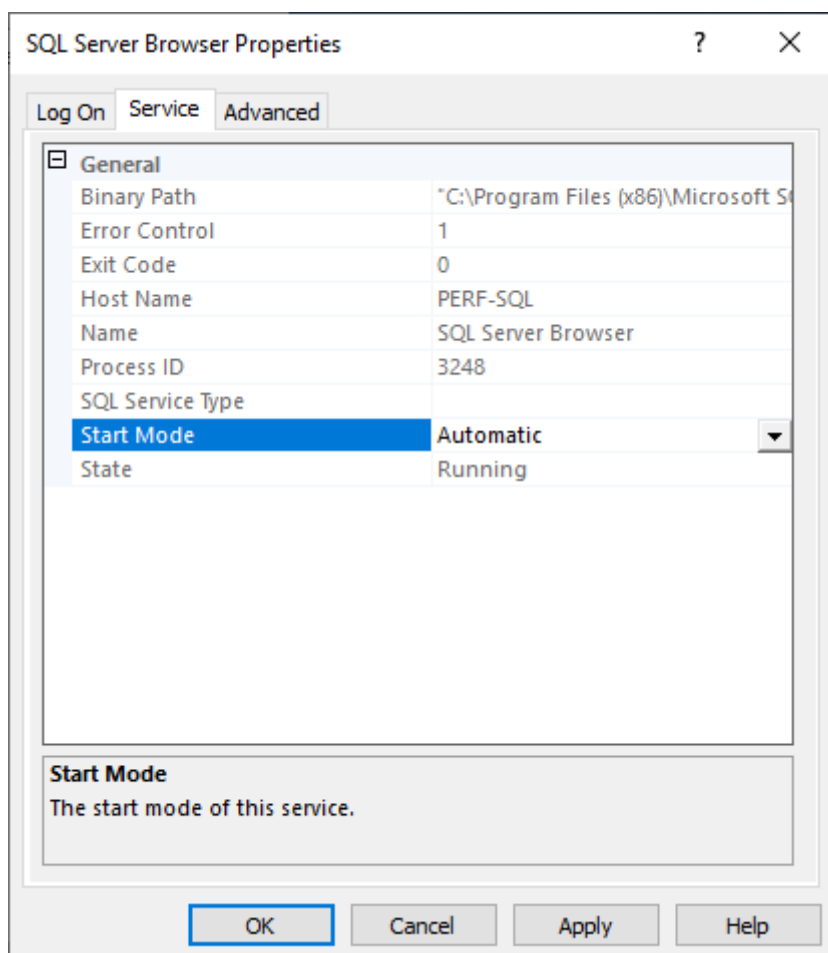 SQL Server Browser Properties ?
Log On Service Advanced
General
Binary Path "C:\Program Files (x86)\Microsoft
Error Control 1
Exit Code 0
Host Name PERF-SQL
Name SQL Server Browser
Process ID 3248
SQL Service Type
Start Mode Automatic
State Running
Start Mode
The start mode of this service.
OK Cancel Apply Help